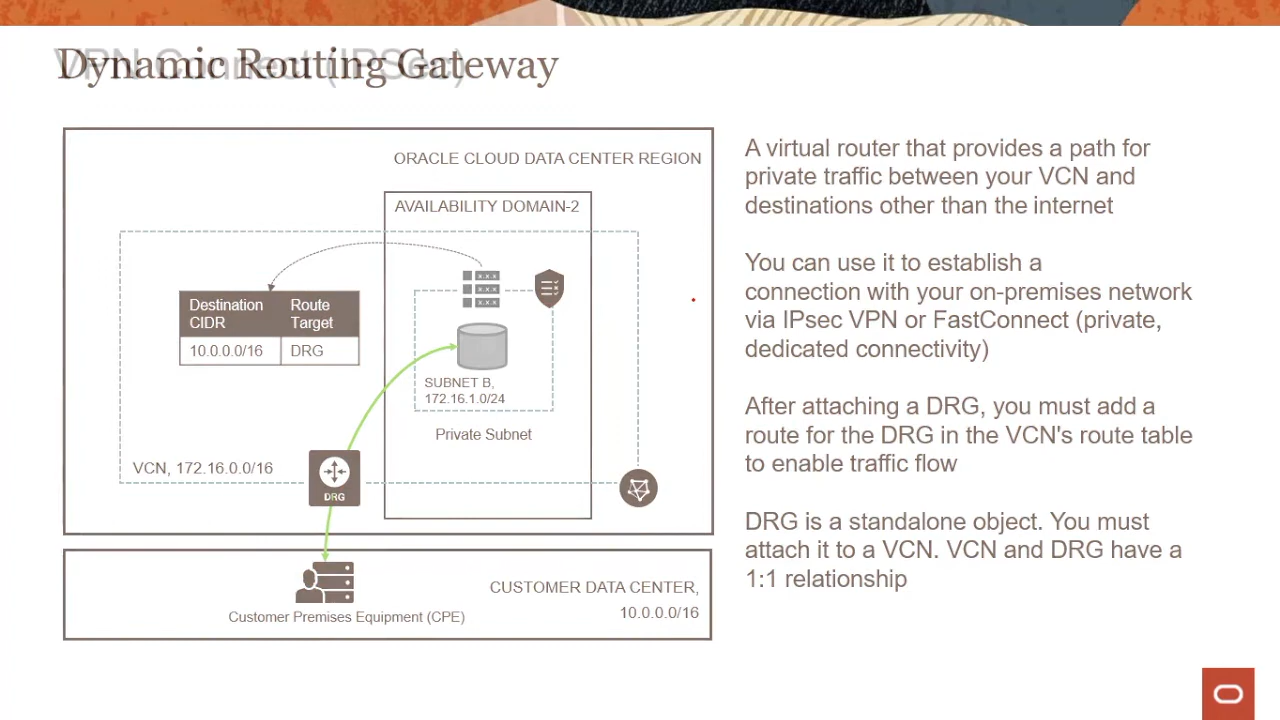 Dynamic Routing Gateway
VPN Connect (IPSec)
ORACLE CLOUD DATA CENTER REGION
AVAILABILITY DOMAIN-2
Destination CIDR
Route Target
10.0.0.0/16
DRG
x.x.x
x.x.x
x.x.x
SUBNET B,
172.16.1.0/24
Private Subnet
VCN, 172.16.0.0/16
DRG
Customer Premises Equipment (CPE)
CUSTOMER DATA CENTER,
10.0.0.0/16
A virtual router that provides a path for
private traffic between your VCN and
destinations other than the internet
You can use it to establish a
connection with your on-premises network
via IPsec VPN or FastConnect (private,
dedicated connectivity)
After attaching a DRG, you must add a
route for the DRG in the VCN's route table
to enable traffic flow
DRG is a standalone object. You must
attach it to a VCN. VCN and DRG have a
1:1 relationship